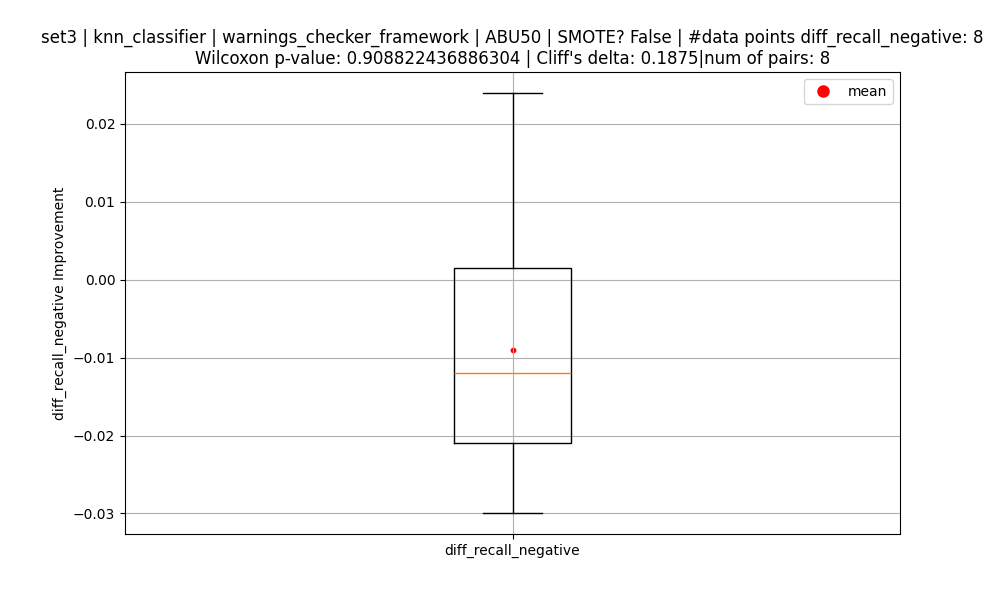 set3 | knn_classifier | warnings_checker_framework | ABU50 | SMOTE? False | #data points diff_recall_negative: 8
Wilcoxon p-value: 0.908822436886304 | Cliff's delta: 0.1875|num of pairs: 8
mean
0.02
0.01
0.00
−0.01
−0.02
−0.03
diff_recall_negative Improvement
diff_recall_negative